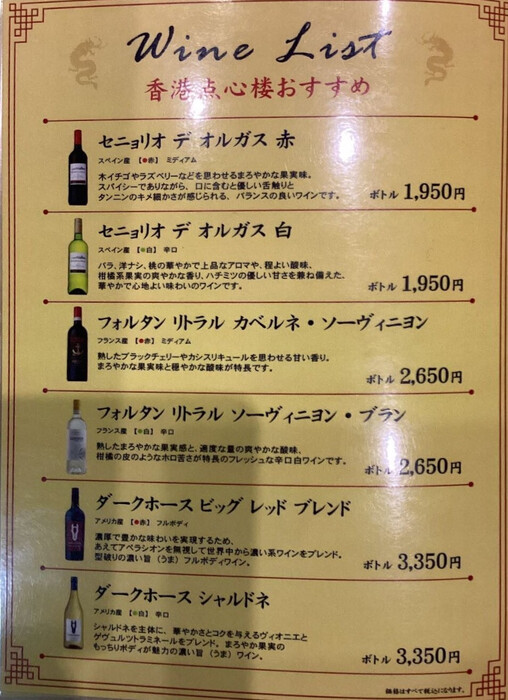 Wine List
香港点心楼おすすめ
セニョリオ デ オルガス 赤
スペイン産 【●赤】 ミディアム
木イチゴやラズベリーなどを思わせるまろやかな果実味。
スパイシーでありながら、口に含むと優しい舌触りと
タンニンのキメ細かさが感じられる、バランスの良いワインです。
ボトル 1,950円
セニョリオ デ オルガス 白
スペイン産 【●白】 辛口
バラ、洋ナシ、桃の華やかで上品なアロマや、程よい酸味、
柑橘系果実の爽やかな香り、ハチミツの優しい甘さを兼ね備えた、
華やかで心地よい味わいのワインです。
ボトル 1,950円
フォルタン リトラル カベルネ・ソーヴィニヨン
フランス産 【●赤】 ミディアム
熟したブラックチェリーやカシスリキュールを思わせる甘い香り。
まろやかな果実味と穏やかな酸味が特長です。
ボトル 2,650円
フォルタン リトラル ソーヴィニヨン・ブラン
フランス産 【●白】 辛口
熟したまろやかな果実感と、適度な量の爽やかな酸味、
柑橘の皮のようなホロ苦さが特長のフレッシュな辛口白ワインです。
ボトル 2,650円
ダークホース ビッグ レッド ブレンド
アメリカ産 【●赤】 フルボディ
濃厚で豊かな味わいを実現するため、
あえてアペラシオンを無視して世界中から濃い系ワインをブレンド。
型破りの濃い旨（うま）フルボディワイン。
ボトル 3,350円
ダークホース シャルドネ
アメリカ産 【●白】 辛口
シャルドネを主体に、華やかさとコクを与えるヴィオニエと
ゲヴュルツトラミネールをブレンド。まろやか果実の
もっちりボディが魅力の濃い旨（うま）ワイン。
ボトル 3,350円
価格はすべて税込みになります。